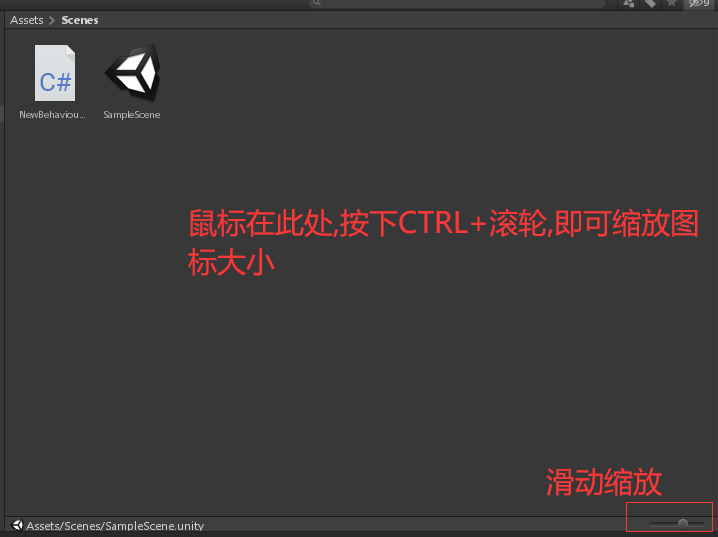 9
Assets > Scenes
C#
NewBehaviou...
SampleScene
鼠标在此处,按下CTRL+滚轮,即可缩放图
标大小
滑动缩放
Assets/Scenes/SampleScene.unity